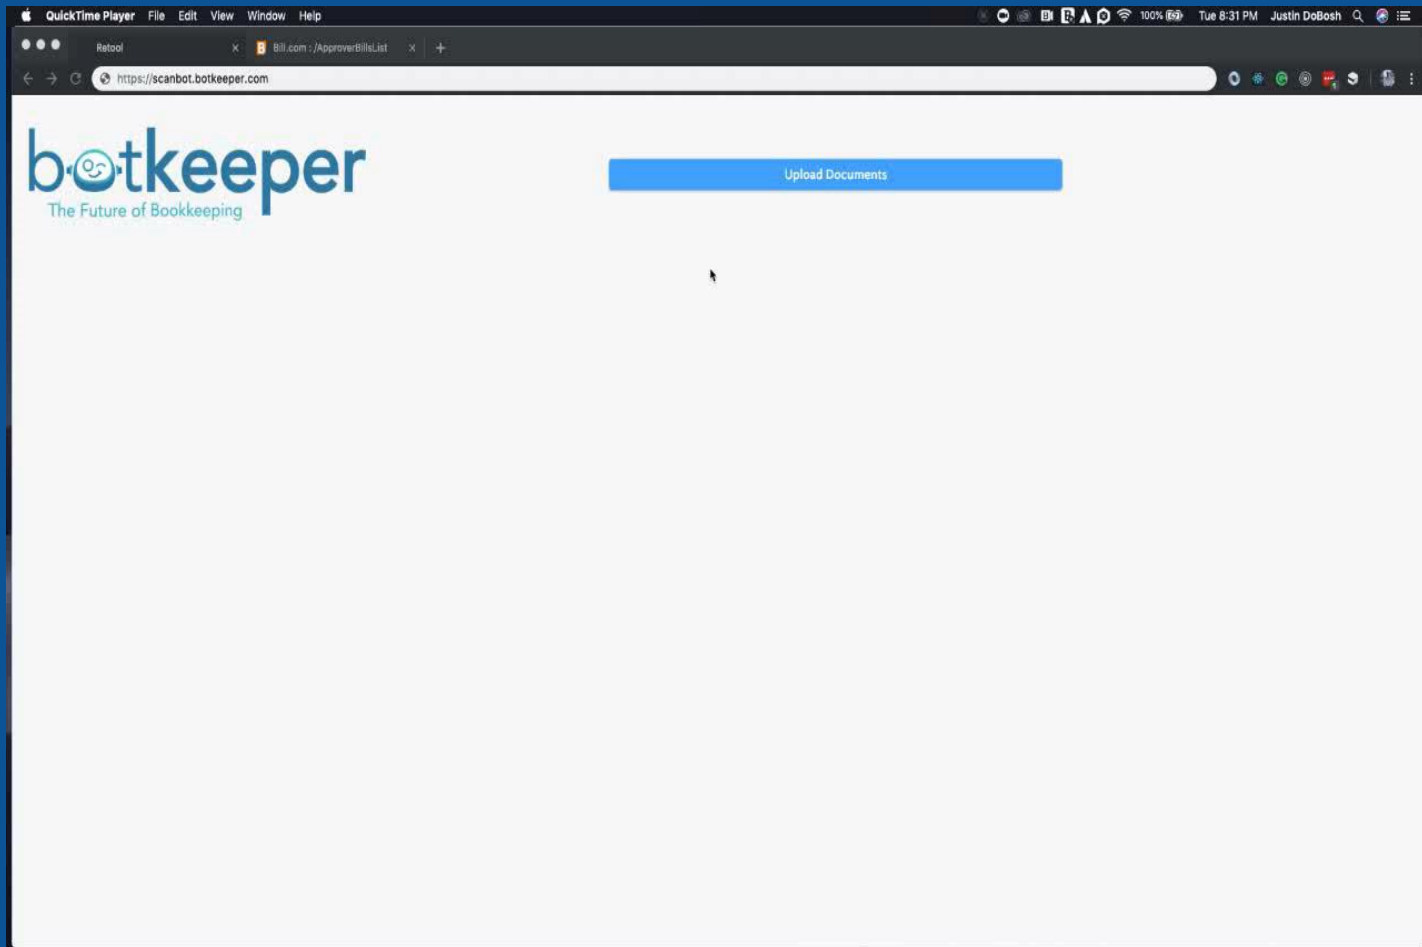 QuickTime Player File Edit View Window Help 100% Tue 8:31 PM Justin DoBosh
Retool Bill.com : /ApproverBillsList
https://scanbot.botkeeper.com
botkeeper
The Future of Bookkeeping
Upload Documents